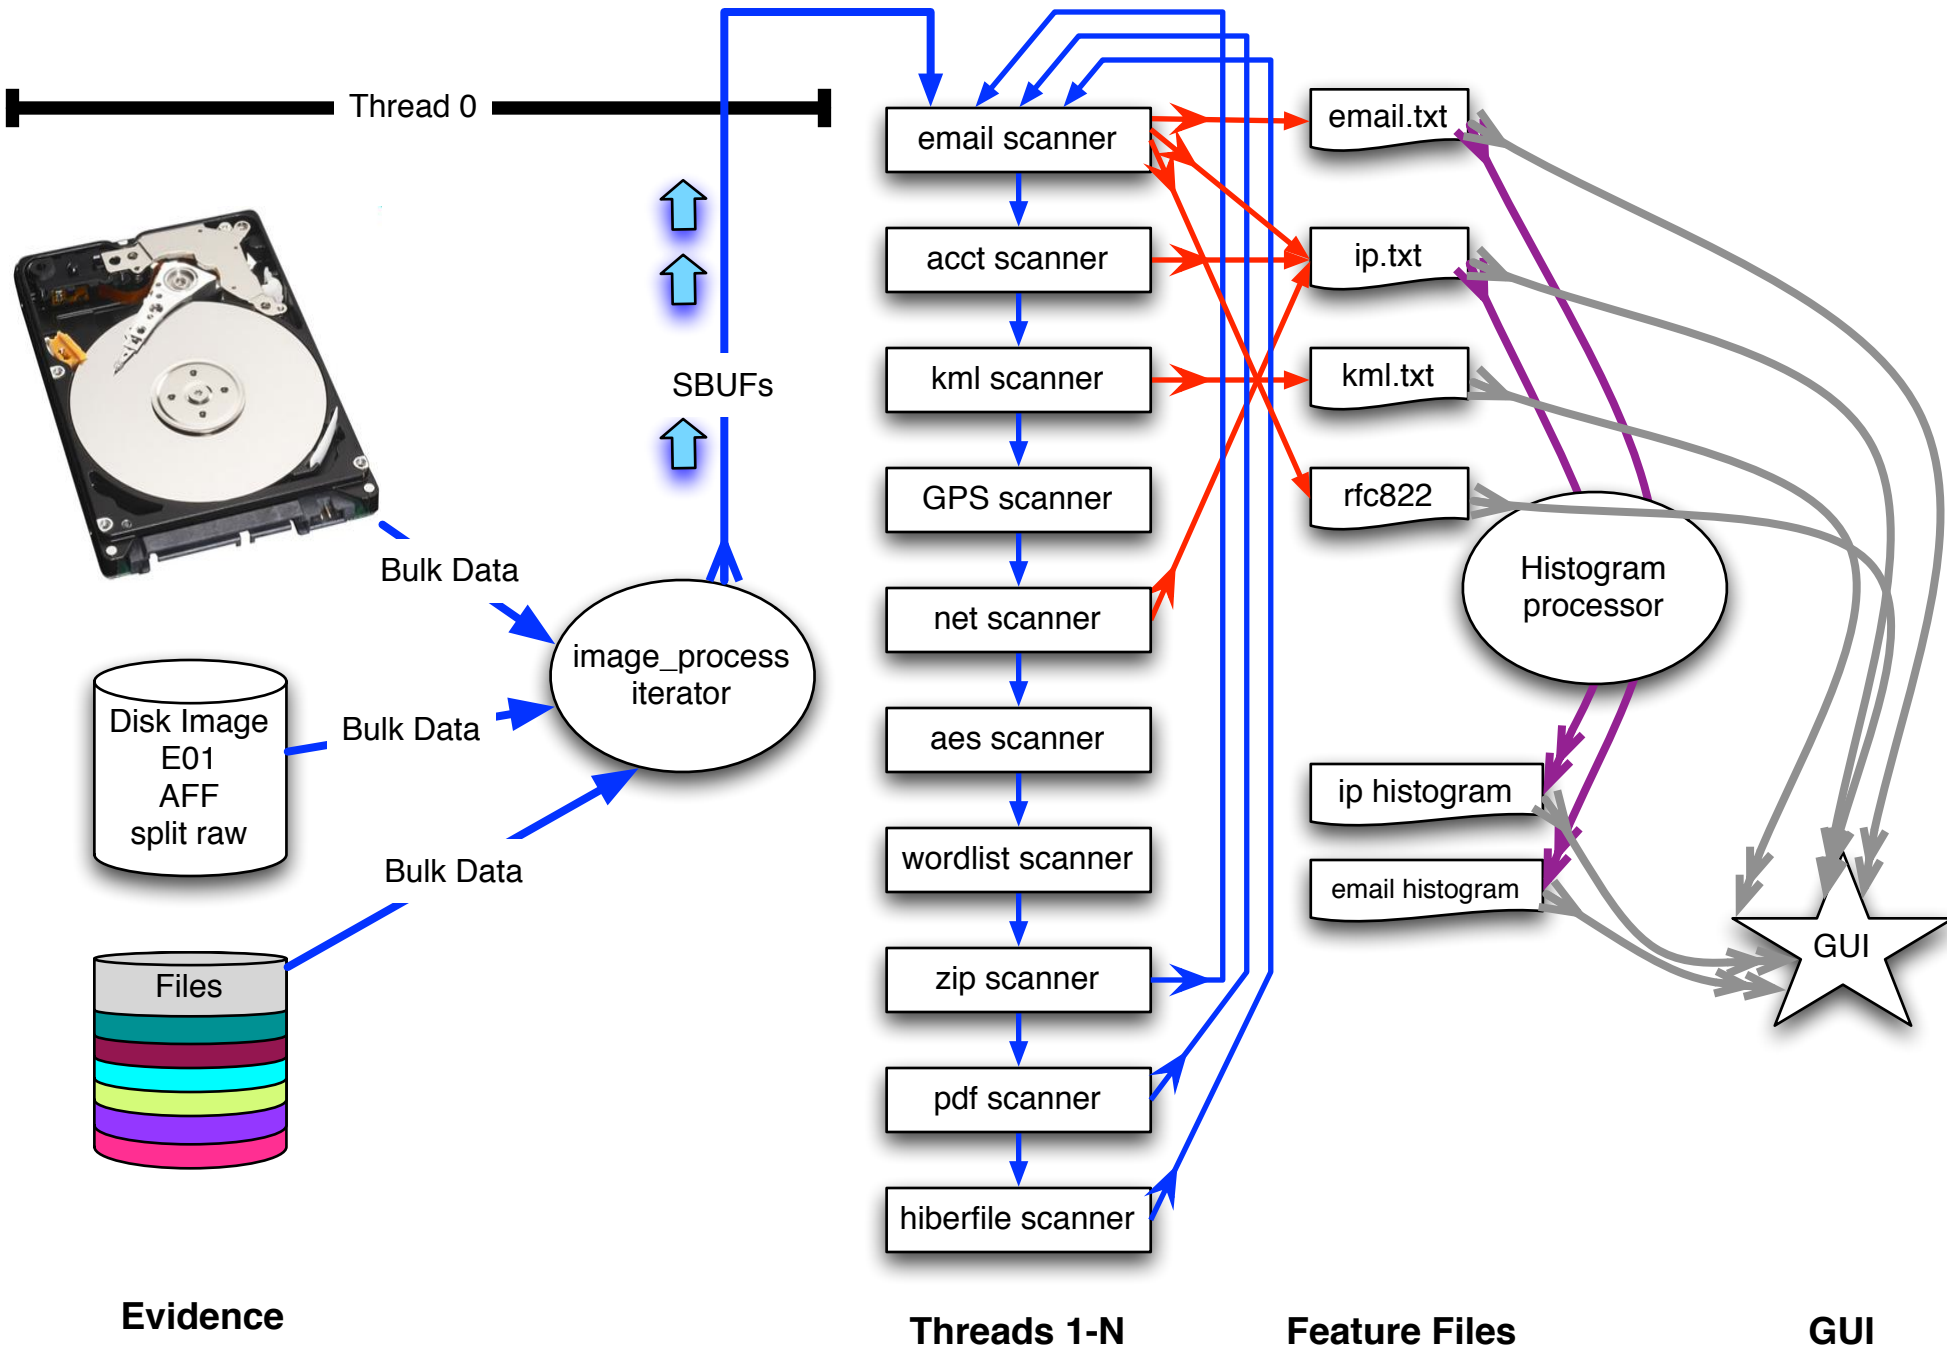 Thread 0
SBUFs
Bulk Data
Bulk Data
Bulk Data
Disk Image
E01
AFF
split raw
Files
image_process
iterator
Evidence
email scanner
acct scanner
kml scanner
GPS scanner
net scanner
aes scanner
wordlist scanner
zip scanner
pdf scanner
hiberfile scanner
Threads 1-N
email.txt
ip.txt
kml.txt
rfc822
Histogram
processor
ip histogram
email histogram
Feature Files
GUI
GUI